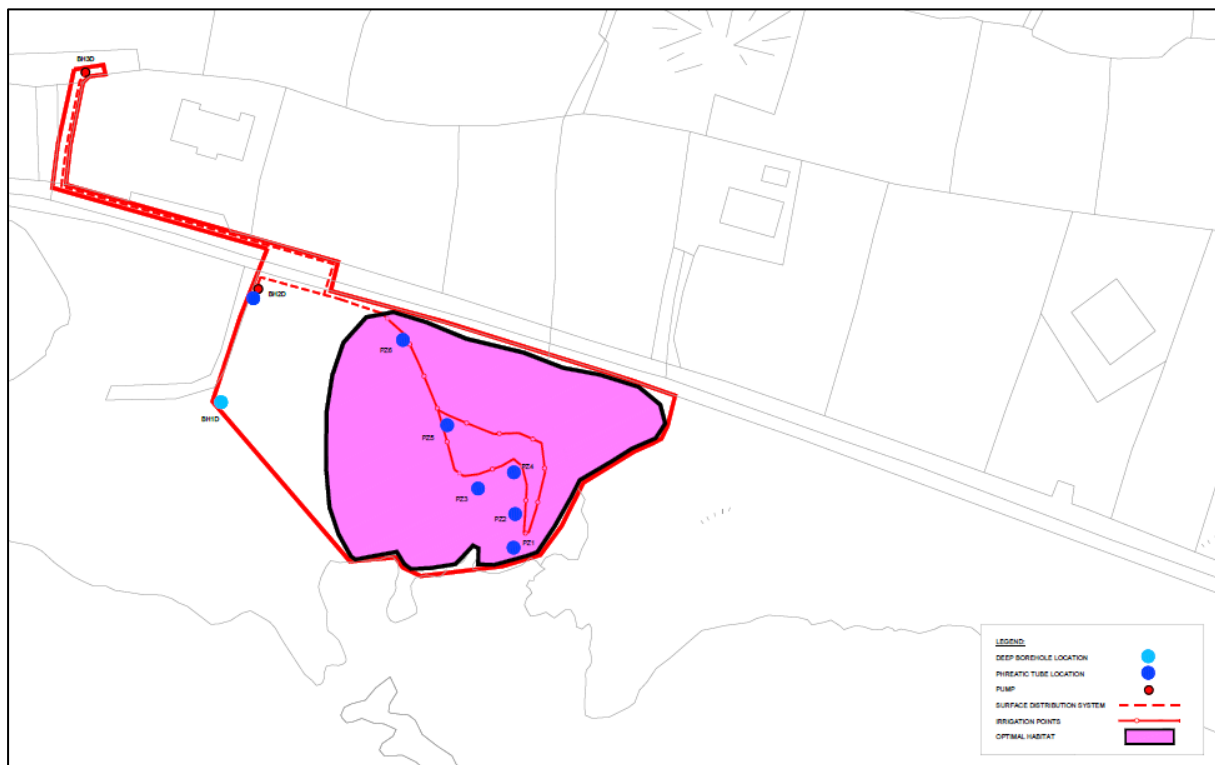 BH3D
BH2D
PZ6
BH1D
PZ5
PZ4
PZ3
PZ2
PZ1
LEGEND:
DEEP BOREHOLE LOCATION
PHREATIC TUBE LOCATION
PUMP
SURFACE DISTRIBUTION SYSTEM
IRRIGATION POINTS
OPTIMAL HABITAT